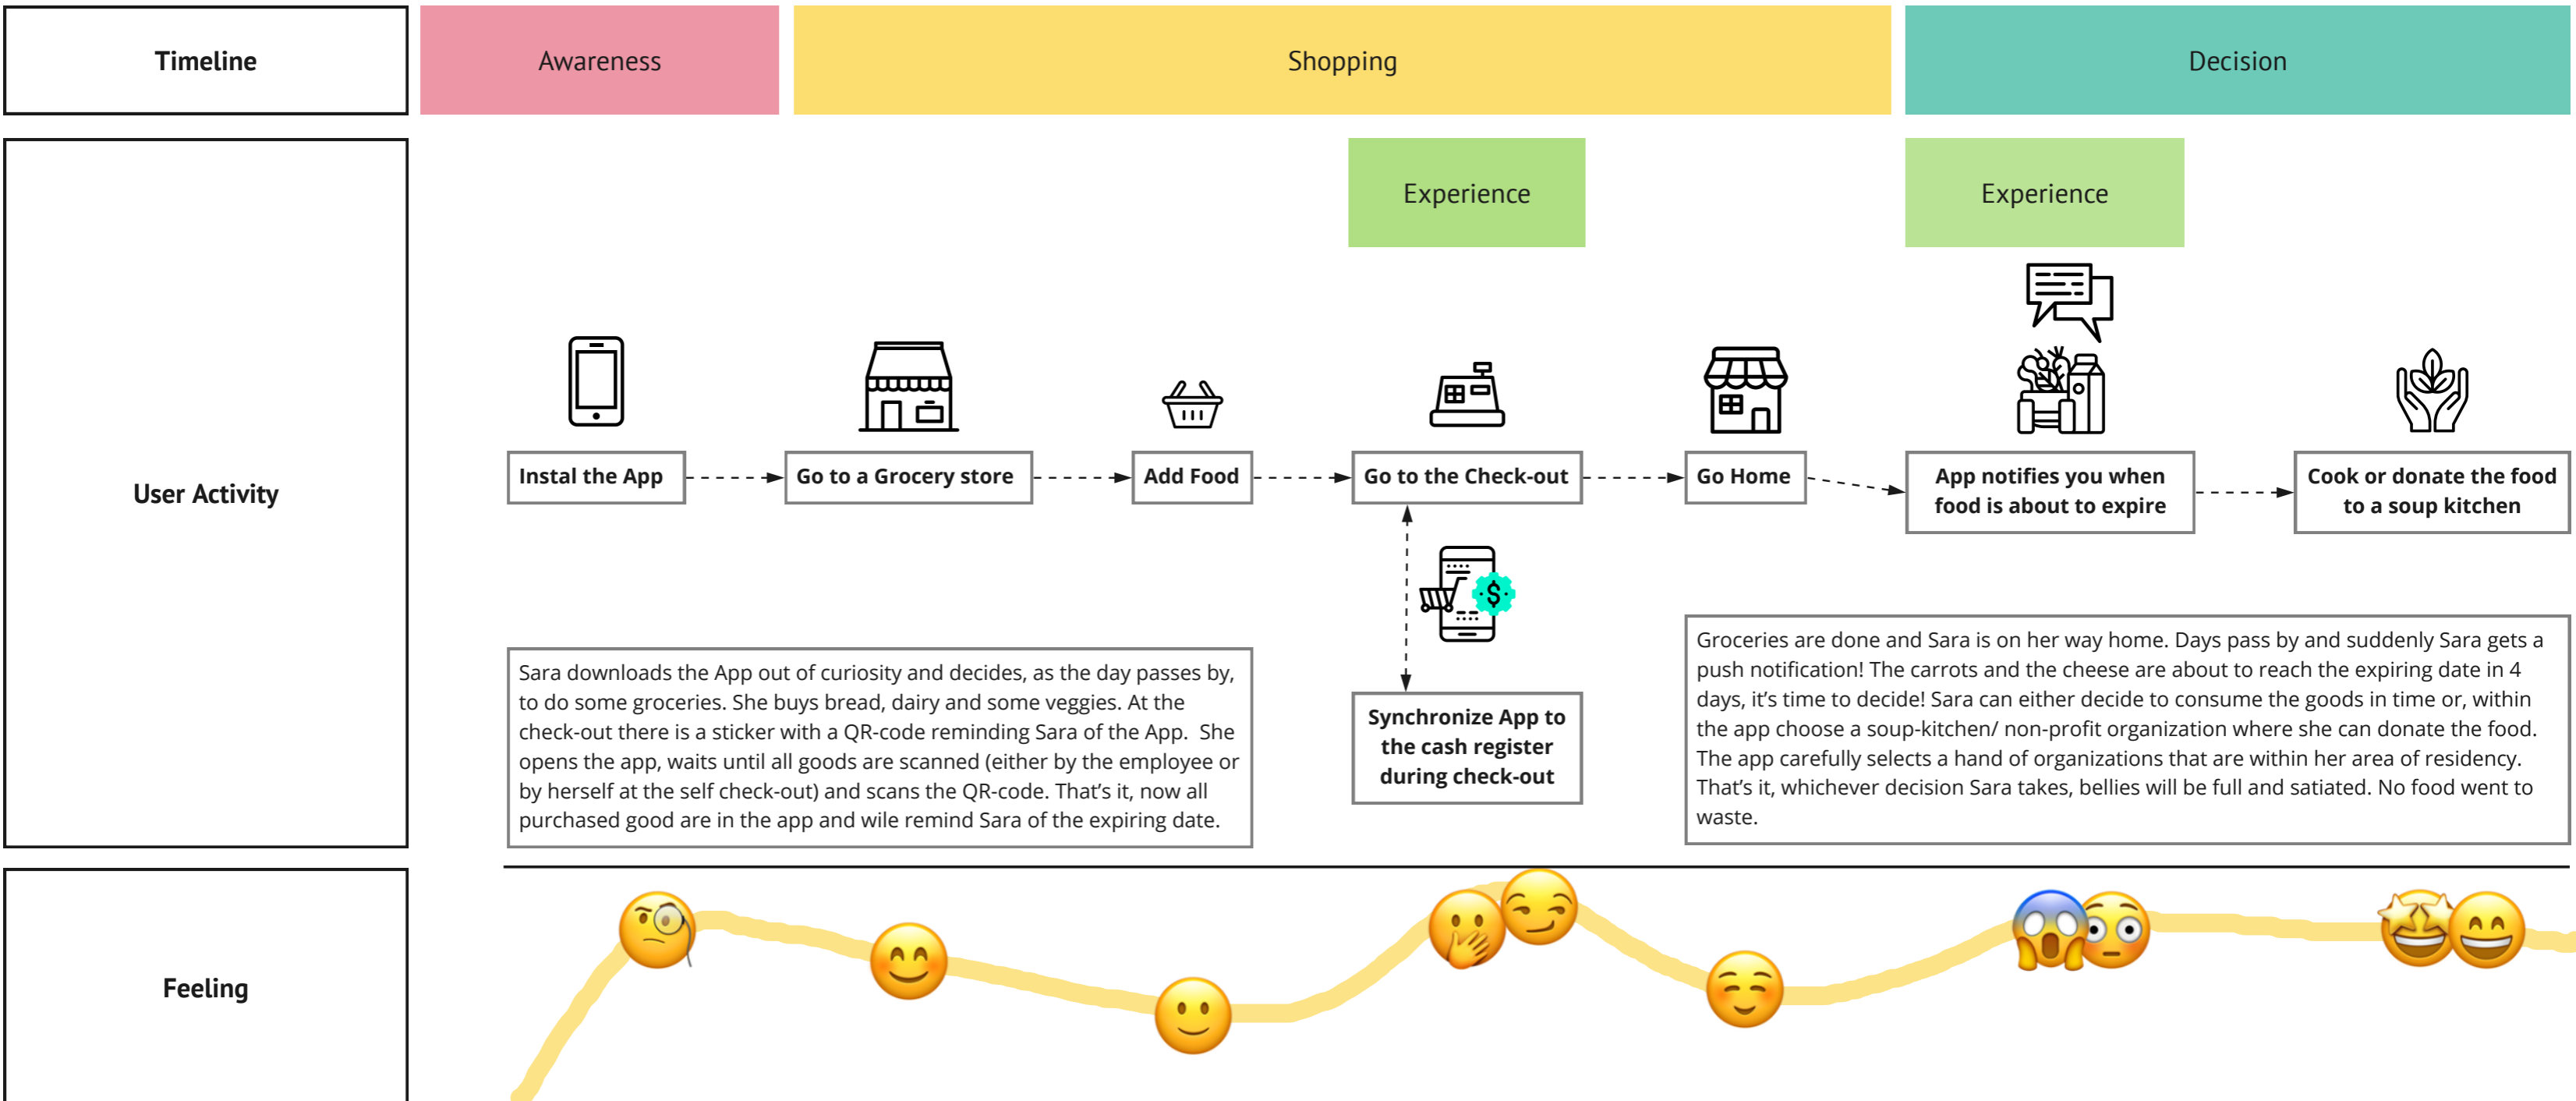 Timeline
Awareness
Shopping
Decision
User Activity
Experience
Experience
Instal the App
Go to a Grocery store
Add Food
Go to the Check-out
Go Home
App notifies you when
food is about to expire
Cook or donate the food
to a soup kitchen
$
Synchronize App to
the cash register
during check-out
Sara downloads the App out of curiosity and decides, as the day passes by,
to do some groceries. She buys bread, dairy and some veggies. At the
check-out there is a sticker with a QR-code reminding Sara of the App.  She
opens the app, waits until all goods are scanned (either by the employee or
by herself at the self check-out) and scans the QR-code. That’s it, now all
purchased good are in the app and wile remind Sara of the expiring date.
Groceries are done and Sara is on her way home. Days pass by and suddenly Sara gets a
push notification! The carrots and the cheese are about to reach the expiring date in 4
days, it’s time to decide! Sara can either decide to consume the goods in time or, within
the app choose a soup-kitchen/ non-profit organization where she can donate the food.
The app carefully selects a hand of organizations that are within her area of residency.
That’s it, whichever decision Sara takes, bellies will be full and satiated. No food went to
waste.
Feeling